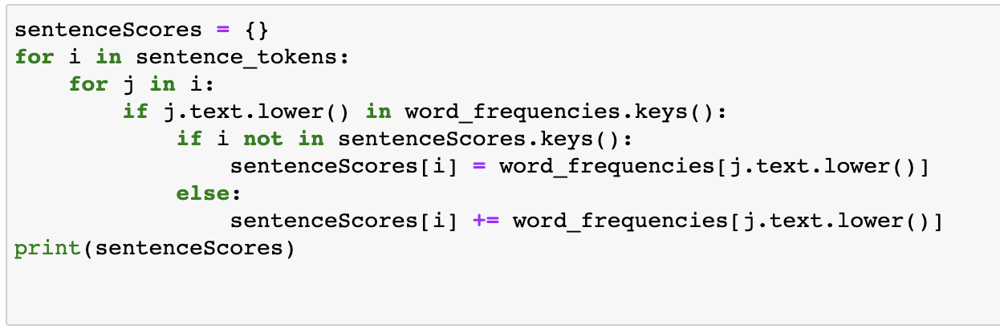 sentenceScores = {}
for i in sentence_tokens:
    for j in i:
        if j.text.lower() in word_frequencies.keys():
            if i not in sentenceScores.keys():
                sentenceScores[i] = word_frequencies[j.text.lower()]
            else:
                sentenceScores[i] += word_frequencies[j.text.lower()]
print(sentenceScores)